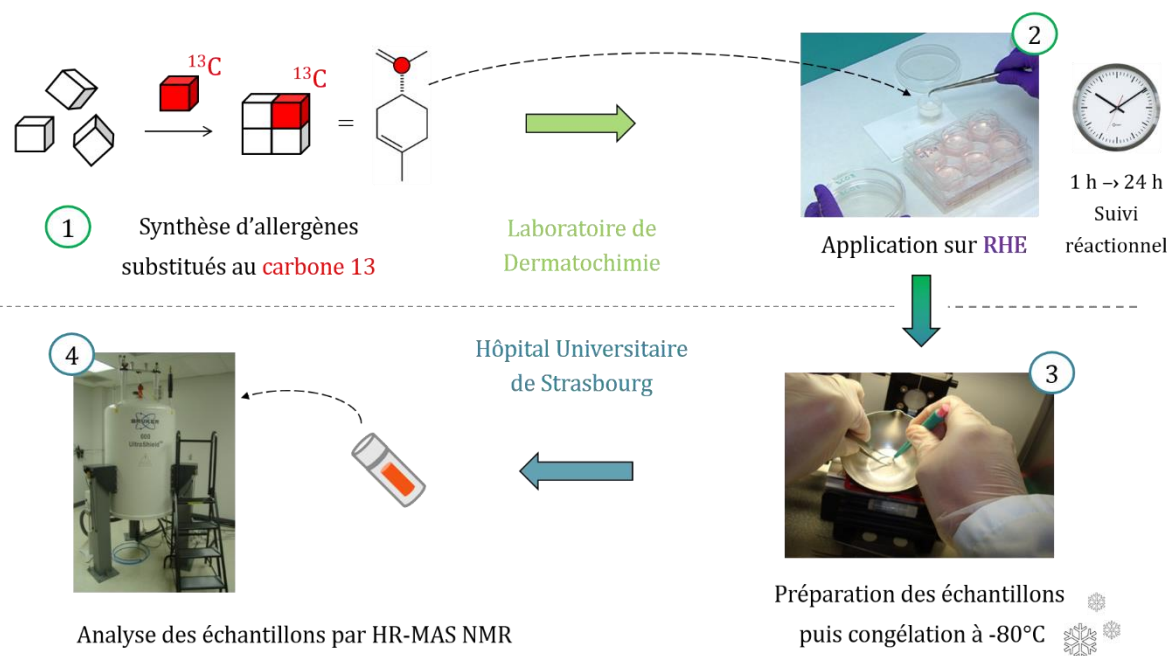 13C
13C
=
1
Synthèse d’allergènes
substitués au carbone 13
Laboratoire de
Dermatochimie
2
Application sur RHE
1 h → 24 h
Suivi
réactionnel
3
Préparation des échantillons
puis congélation à -80°C
Hôpital Universitaire
de Strasbourg
4
BRUKER
UltraShield
Analyse des échantillons par HR-MAS NMR